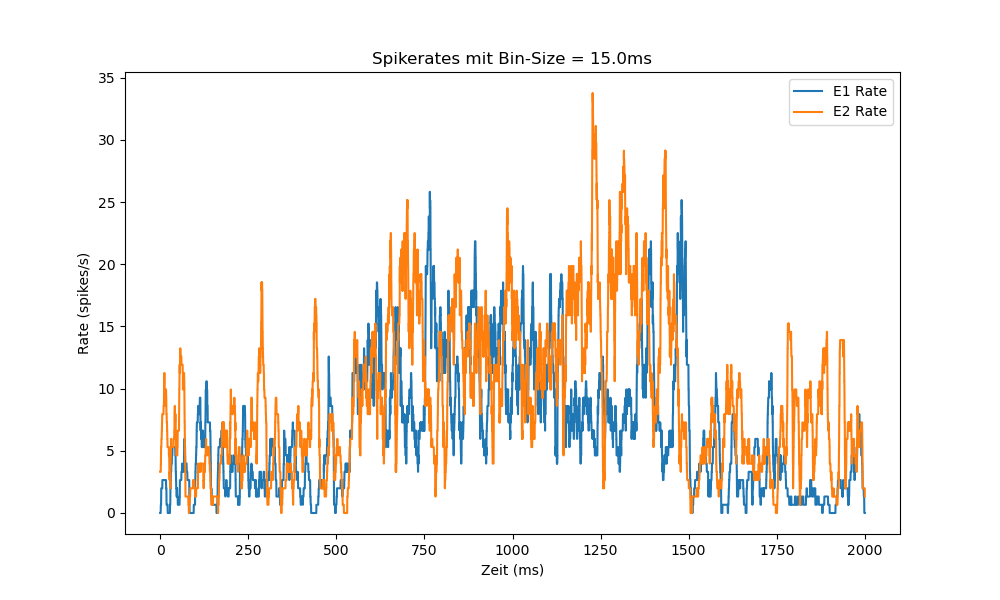 Spikerates mit Bin-Size = 15.0ms
E1 Rate
E2 Rate
Rate (spikes/s)
35
30
25
20
15
10
5
0
0 250 500 750 1000 1250 1500 1750 2000
Zeit (ms)